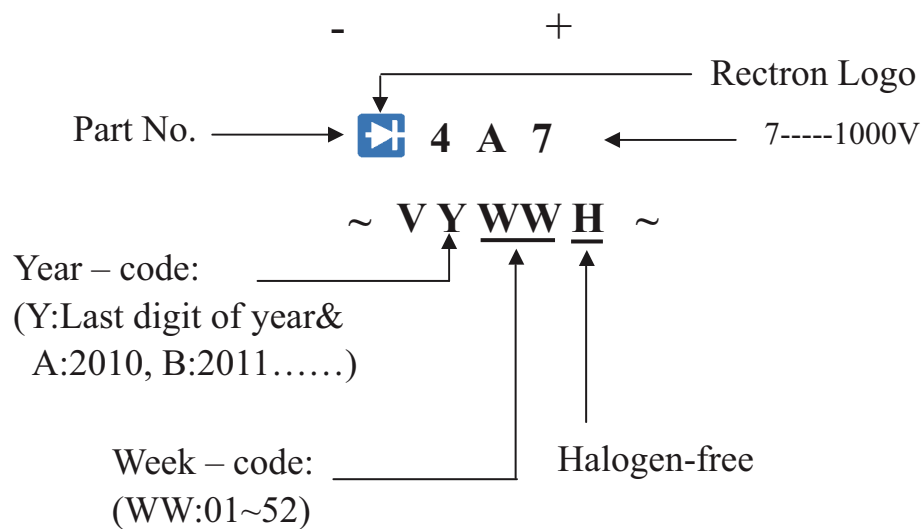 - +
Rectron Logo
Part No. 4 A 7 7-----1000V
~ V Y WW H ~
Year – code:
(Y:Last digit of year&
A:2010, B:2011……)
Week – code:
(WW:01~52)
Halogen-free